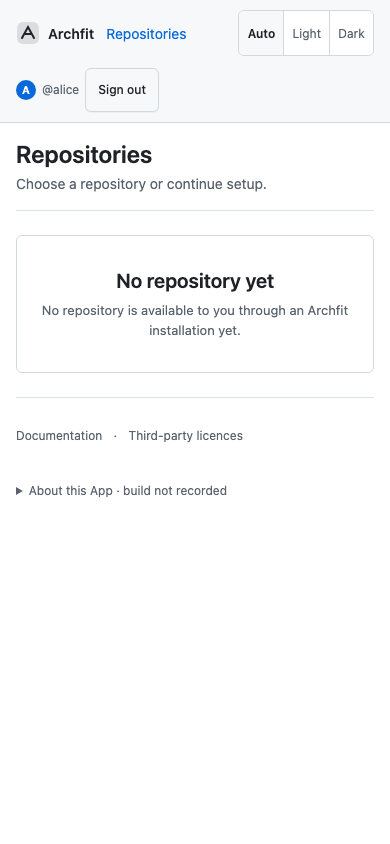 Archfit Repositories Auto Light Dark
A @alice Sign out
Repositories
Choose a repository or continue setup.
No repository yet
No repository is available to you through an Archfit
installation yet.
Documentation · Third-party licences
About this App · build not recorded